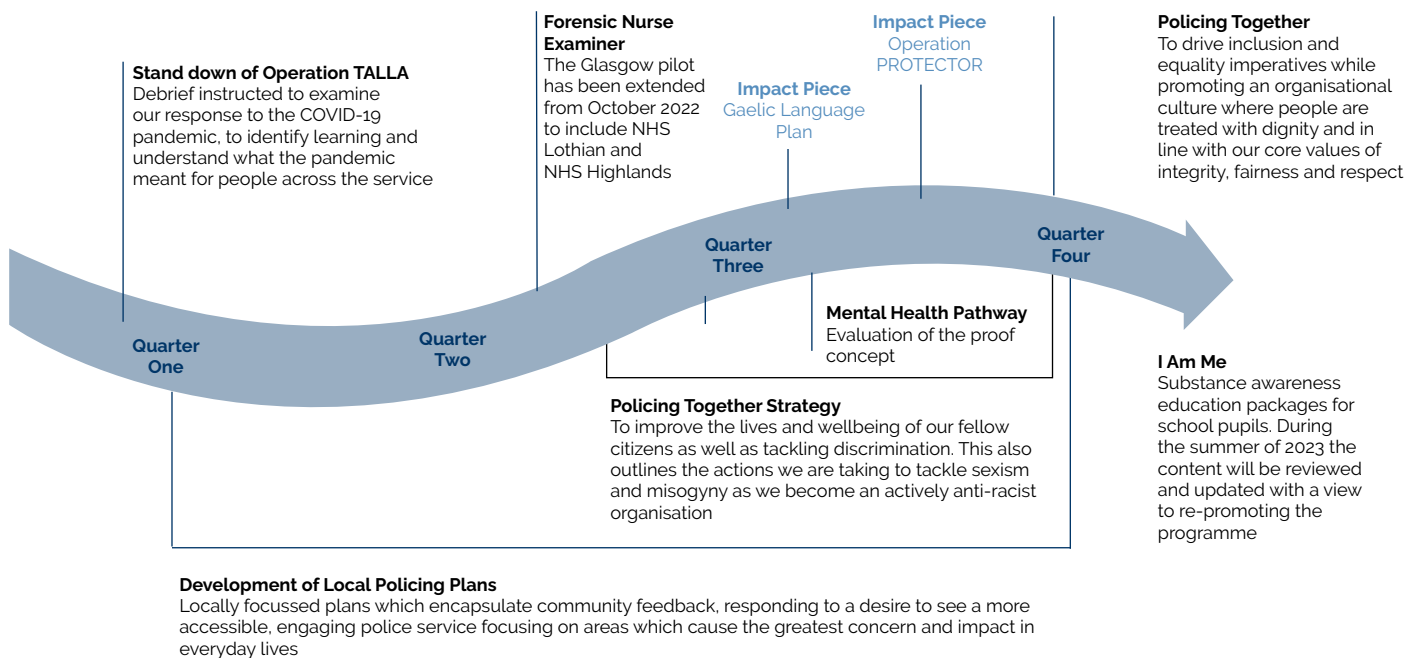 Stand down of Operation TALLA
Debrief instructed to examine
our response to the COVID-19
pandemic, to identify learning and
understand what the pandemic
meant for people across the service
Forensic Nurse
Examiner
The Glasgow pilot
has been extended
from October 2022
to include NHS
Lothian and
NHS Highlands
Impact Piece
Gaelic Language
Plan
Impact Piece
Operation
PROTECTOR
Policing Together
To drive inclusion and
equality imperatives while
promoting an organisational
culture where people are
treated with dignity and in
line with our core values of
integrity, fairness and respect
Quarter
One
Quarter
Two
Quarter
Three
Quarter
Four
Mental Health Pathway
Evaluation of the proof
concept
Policing Together Strategy
To improve the lives and wellbeing of our fellow
citizens as well as tackling discrimination. This also
outlines the actions we are taking to tackle sexism
and misogyny as we become an actively anti-racist
organisation
I Am Me
Substance awareness
education packages for
school pupils. During
the summer of 2023 the
content will be reviewed
and updated with a view
to re-promoting the
programme
Development of Local Policing Plans
Locally focussed plans which encapsulate community feedback, responding to a desire to see a more
accessible, engaging police service focusing on areas which cause the greatest concern and impact in
everyday lives